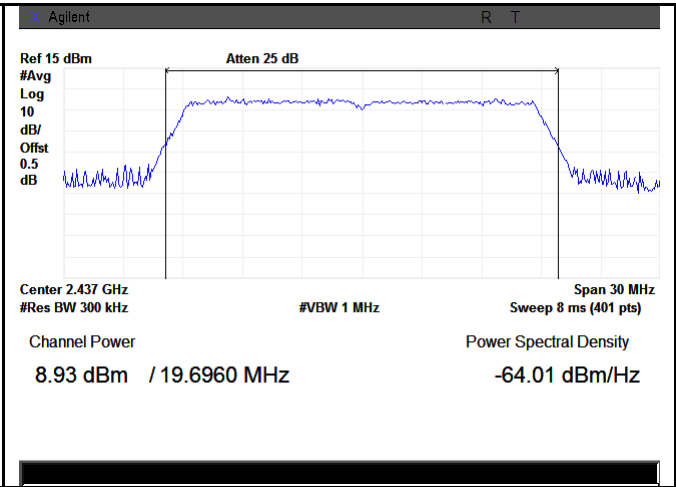 Agilent R T
Ref 15 dBm Atten 25 dB
#Avg
Log
10
dB/
Offst
0.5
dB
Center 2.437 GHz Span 30 MHz
#Res BW 300 kHz #VBW 1 MHz Sweep 8 ms (401 pts)
Channel Power Power Spectral Density
8.93 dBm / 19.6960 MHz -64.01 dBm/Hz